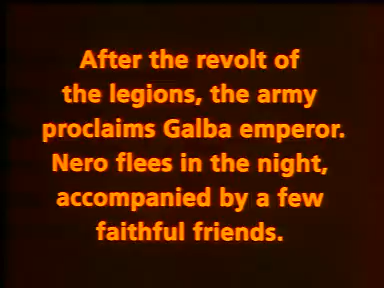 After the revolt of
the legions, the army
proclaims Galba emperor.
Nero flees in the night,
accompanied by a few
faithful friends.